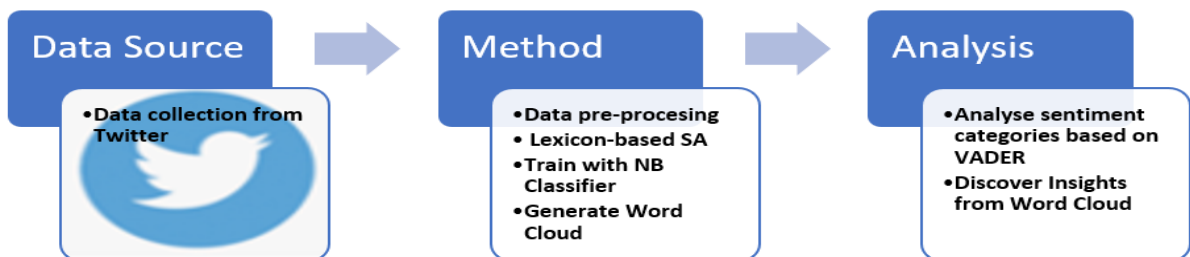 Data Source
•Data collection from
Twitter
Method
•Data pre-procesing
• Lexicon-based SA
•Train with NB
Classifier
•Generate Word
Cloud
Analysis
•Analyse sentiment
categories based on
VADER
•Discover Insights
from Word Cloud